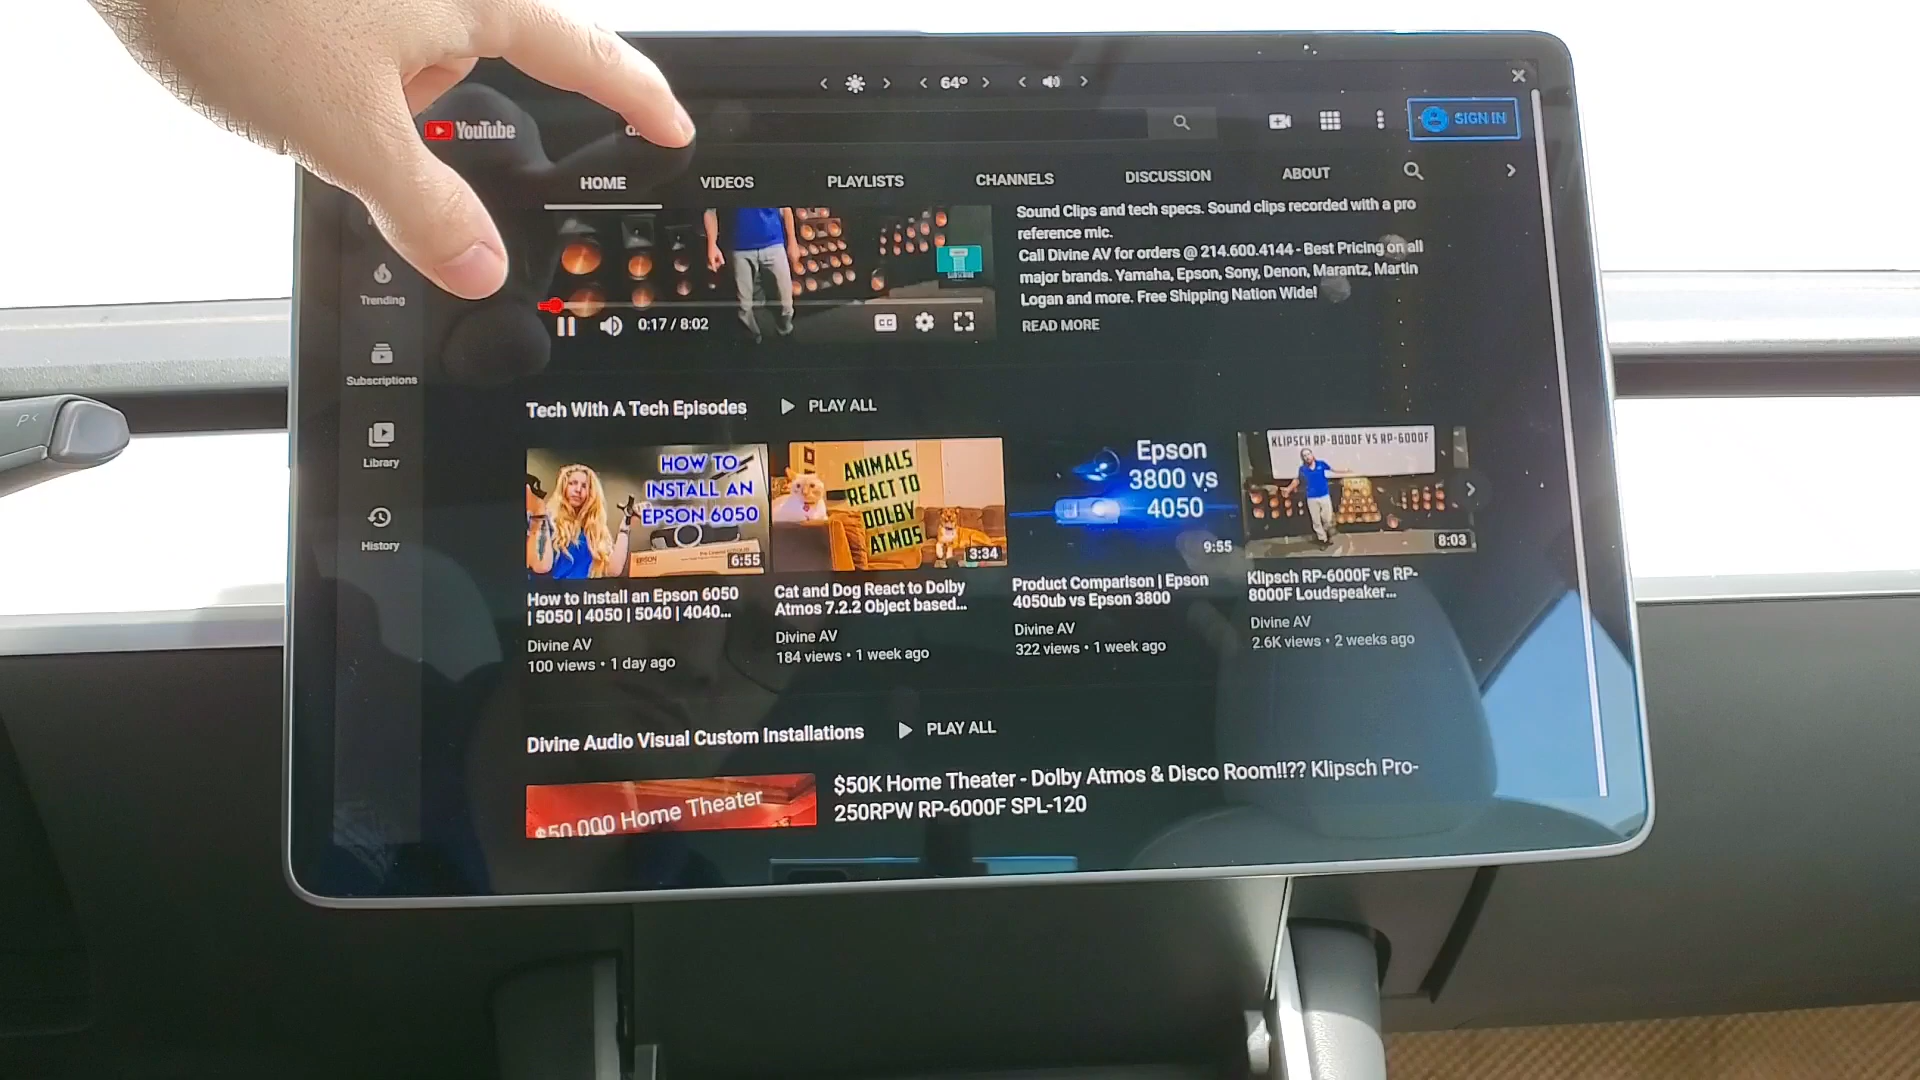 64°
YouTube
SIGN IN
HOME
VIDEOS
PLAYLISTS
CHANNELS
DISCUSSION
ABOUT
Sound Clips and tech specs. Sound clips recorded with a pro
reference mic.
Call Divine AV for orders @ 214.600.4144 - Best Pricing on all
major brands. Yamaha, Epson, Sony, Denon, Marantz, Martin
Logan and more. Free Shipping Nation Wide!
READ MORE
0:17 / 8:02
CC
Trending
Subscriptions
Library
History
P
Tech With A Tech Episodes
PLAY ALL
HOW TO
INSTALL AN
EPSON 6050
EPSON
6:55
ANIMALS
REACT TO
DOLBY
ATMOS
3:34
Epson
3800 vs
4050
9:55
KLIPSCH RP-8000F VS RP-6000F
8:03
How to Install an Epson 6050
| 5050 | 4050 | 5040 | 4040...
Divine AV
100 views • 1 day ago
Cat and Dog React to Dolby
Atmos 7.2.2 Object based...
Divine AV
184 views • 1 week ago
Product Comparison | Epson
4050ub vs Epson 3800
Divine AV
322 views • 1 week ago
Klipsch RP-6000F vs RP-
8000F Loudspeaker...
Divine AV
2.6K views • 2 weeks ago
Divine Audio Visual Custom Installations
PLAY ALL
$50,000 Home Theater
$50K Home Theater - Dolby Atmos & Disco Room!!?? Klipsch Pro-
250RPW RP-6000F SPL-120